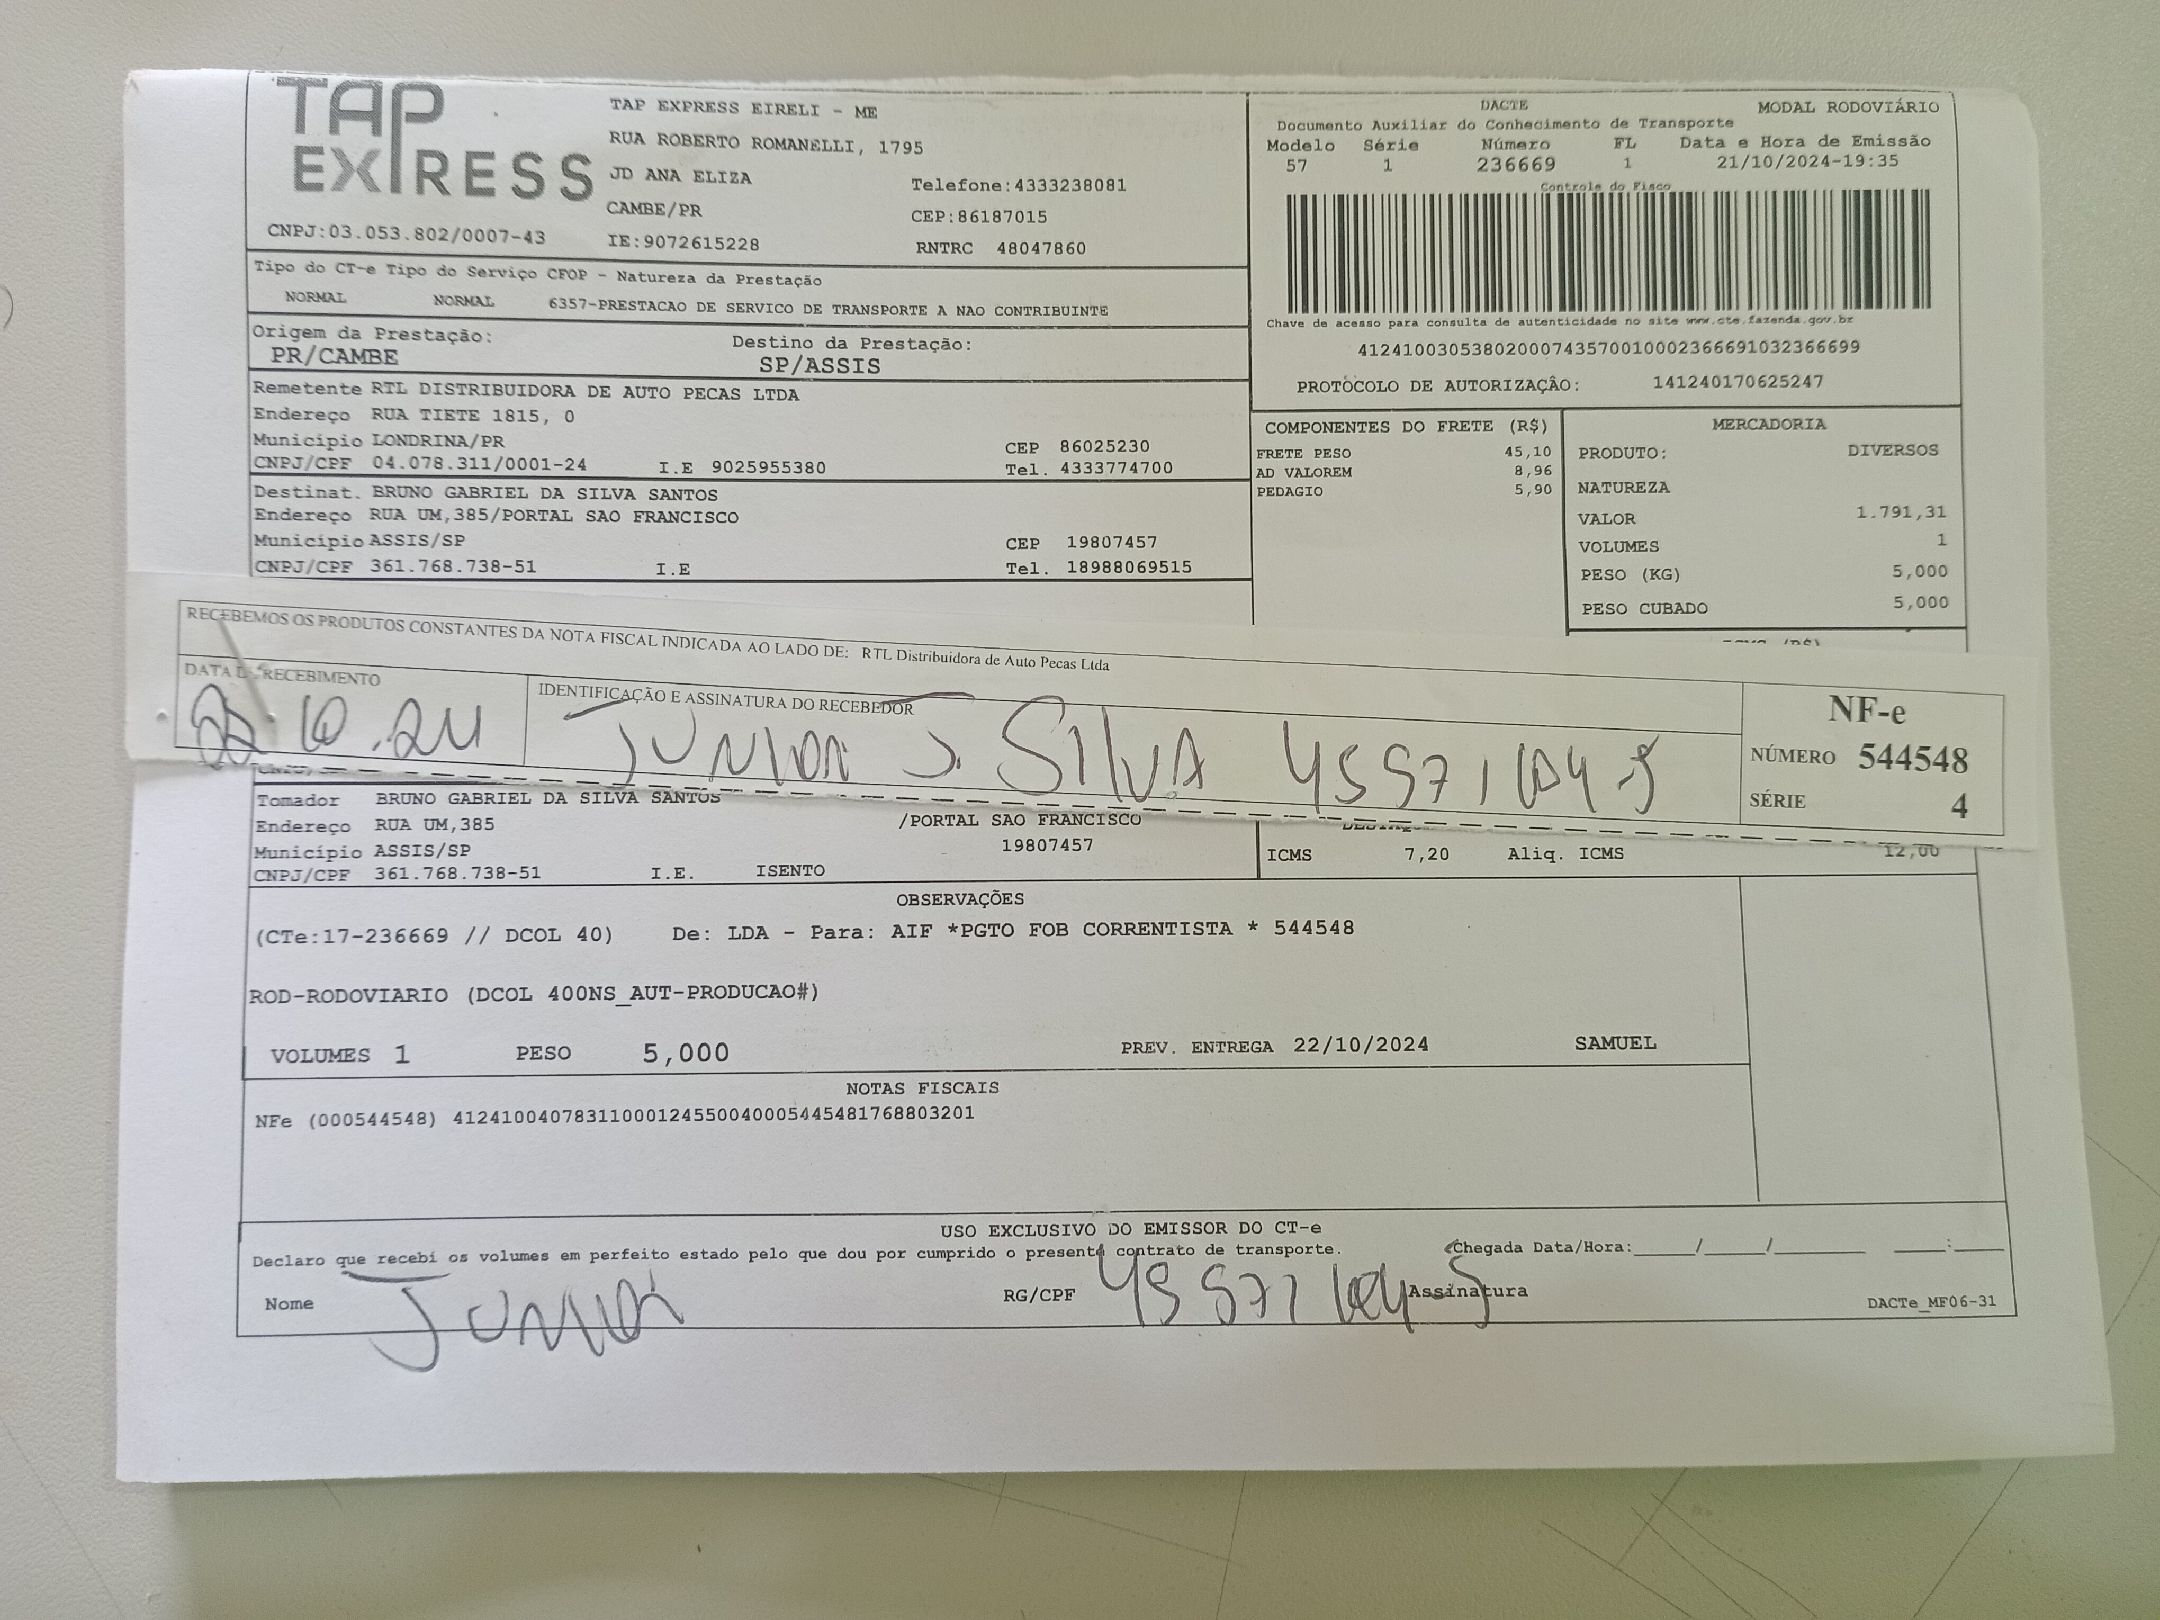 TAP EXPRESS
TAP EXPRESS EIRELI - ME
RUA ROBERTO ROMANELLI, 1795
JD ANA ELIZA
Telefone:4333238081
CAMBE/PR
CEP:86187015
CNPJ:03.053.802/0007-43
IE:9072615228
RNTRC 48047860
DACTE MODAL RODOVIÁRIO
Documento Auxiliar do Conhecimento de Transporte
Modelo Série Número FL Data e Hora de Emissão
57 1 236669 1 21/10/2024-19:35
Controle do Fisco
Chave de acesso para consulta de autenticidade no site www.cte.fazenda.gov.br
41241003053802000743570010002366691032366699
PROTOCOLO DE AUTORIZAÇÃO: 141240170625247
Tipo do CT-e Tipo do Serviço CFOP - Natureza da Prestação
NORMAL NORMAL 6357-PRESTACAO DE SERVICO DE TRANSPORTE A NAO CONTRIBUINTE
Origem da Prestação: Destino da Prestação:
PR/CAMBE SP/ASSIS
Remetente RTL DISTRIBUIDORA DE AUTO PECAS LTDA
Endereço RUA TIETE 1815, 0
Município LONDRINA/PR CEP 86025230
CNPJ/CPF 04.078.311/0001-24 I.E 9025955380 Tel. 4333774700
Destinat. BRUNO GABRIEL DA SILVA SANTOS
Endereço RUA UM,385/PORTAL SAO FRANCISCO
Município ASSIS/SP CEP 19807457
CNPJ/CPF 361.768.738-51 I.E Tel. 18988069515
COMPONENTES DO FRETE (R$)
FRETE PESO 45,10
AD VALOREM 8,96
PEDAGIO 5,90
MERCADORIA
PRODUTO: DIVERSOS
NATUREZA
VALOR 1.791,31
VOLUMES 1
PESO (KG) 5,000
PESO CUBADO 5,000
RECEBEMOS OS PRODUTOS CONSTANTES DA NOTA FISCAL INDICADA AO LADO DE: RTL Distribuidora de Auto Pecas Ltda
DATA DE RECEBIMENTO
22.10.24
IDENTIFICAÇÃO E ASSINATURA DO RECEBEDOR
JUNIOR J. SILVA
NF-e
NÚMERO 544548
SÉRIE 4
Tomador BRUNO GABRIEL DA SILVA SANTOS
Endereço RUA UM,385 /PORTAL SAO FRANCISCO
Município ASSIS/SP 19807457
CNPJ/CPF 361.768.738-51 I.E. ISENTO
ICMS 7,20 Aliq. ICMS 12,00
OBSERVAÇÕES
(CTe:17-236669 // DCOL 40) De: LDA - Para: AIF *PGTO FOB CORRENTISTA * 544548
ROD-RODOVIARIO (DCOL 400NS_AUT-PRODUCAO#)
VOLUMES 1 PESO 5,000 PREV. ENTREGA 22/10/2024 SAMUEL
NOTAS FISCAIS
NFe (000544548) 41241004078311000124550040005445481768803201
USO EXCLUSIVO DO EMISSOR DO CT-e
Declaro que recebi os volumes em perfeito estado pelo que dou por cumprido o presente contrato de transporte.
Chegada Data/Hora:_____/_____/________ _____:_____
Nome JUNIOR RG/CPF Assinatura
DACTe_MF06-31